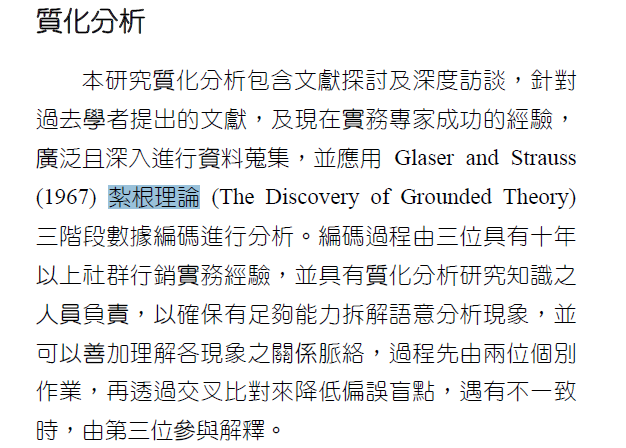 質化分析
本研究質化分析包含文獻探討及深度訪談，針對
過去學者提出的文獻，及現在實務專家成功的經驗，
廣泛且深入進行資料蒐集，並應用 Glaser and Strauss
(1967) 紮根理論 (The Discovery of Grounded Theory)
三階段數據編碼進行分析。編碼過程由三位具有十年
以上社群行銷實務經驗，並具有質化分析研究知識之
人員負責，以確保有足夠能力拆解語意分析現象，並
可以善加理解各現象之關係脈絡，過程先由兩位個別
作業，再透過交叉比對來降低偏誤盲點，遇有不一致
時，由第三位參與解釋。